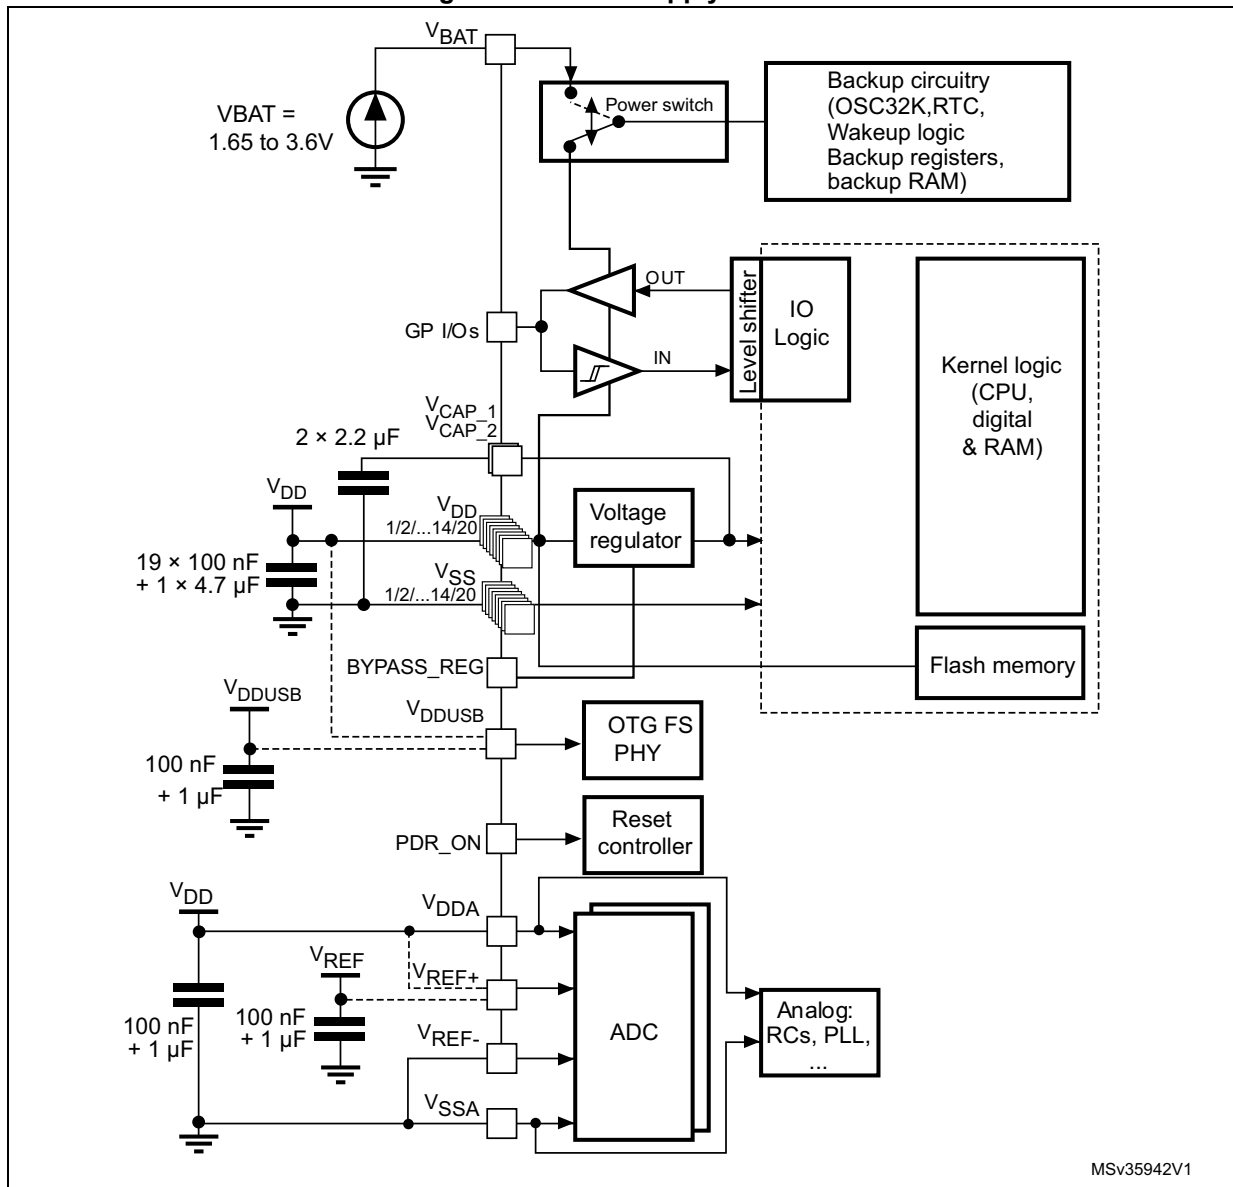 VBAT
VBAT =
1.65 to 3.6V
Power switch
Backup circuitry
(OSC32K,RTC,
Wakeup logic
Backup registers,
backup RAM)
OUT
GP I/Os
IN
Level shifter
IO
Logic
Kernel logic
(CPU,
digital
& RAM)
VCAP_1
VCAP_2
2 × 2.2 µF
VDD
VDD
1/2/...14/20
Voltage
regulator
19 × 100 nF
+ 1 × 4.7 µF
VSS
1/2/...14/20
BYPASS_REG
Flash memory
VDDUSB
VDDUSB
OTG FS
PHY
100 nF
+ 1 µF
PDR_ON
Reset
controller
VDD
VDDA
VREF
VREF+
100 nF
+ 1 µF
100 nF
+ 1 µF
VREF-
ADC
Analog:
RCs, PLL,
...
VSSA
MSv35942V1